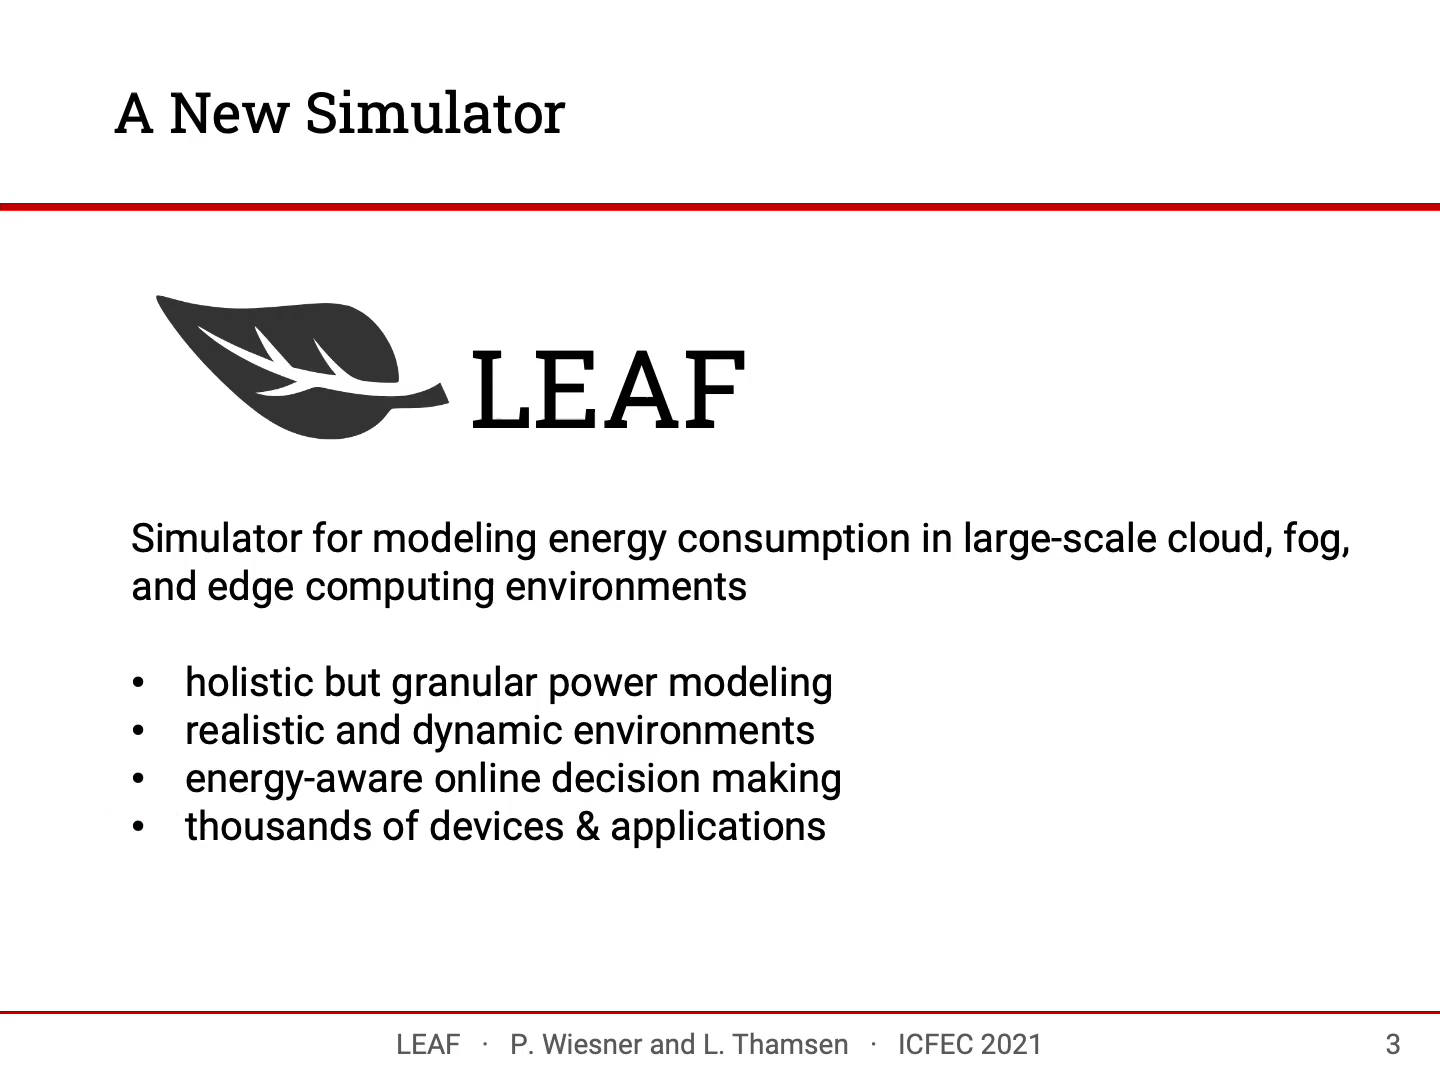 A New Simulator
LEAF
Simulator for modeling energy consumption in large-scale cloud, fog,
and edge computing environments
• holistic but granular power modeling
• realistic and dynamic environments
• energy-aware online decision making
• thousands of devices & applications
LEAF · P. Wiesner and L. Thamsen · ICFEC 2021 3